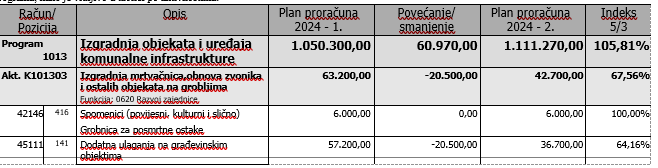 Račun/ Opis Plan proračuna Povećanje/ Plan proračuna Indeks
Pozicija 2024 - 1. smanjenje 2024 - 2. 5/3
Program Izgradnja objekata i uređaja 1.050.300,00 60.970,00 1.111.270,00 105,81%
1013 komunalne infrastrukture
Akt. K101303 Izgradnja mrtvačnica,obnova zvonika 63.200,00 -20.500,00 42.700,00 67,56%
i ostalih objekata na grobljima
Funkcija: 0620 Razvoj zajednice
42146 416 Spomenici (povijesni, kulturni i slično) 6.000,00 0,00 6.000,00 100,00%
Grobnica za posmrtne ostake
45111 141 Dodatna ulaganja na građevinskim 57.200,00 -20.500,00 36.700,00 64,16%
objektima